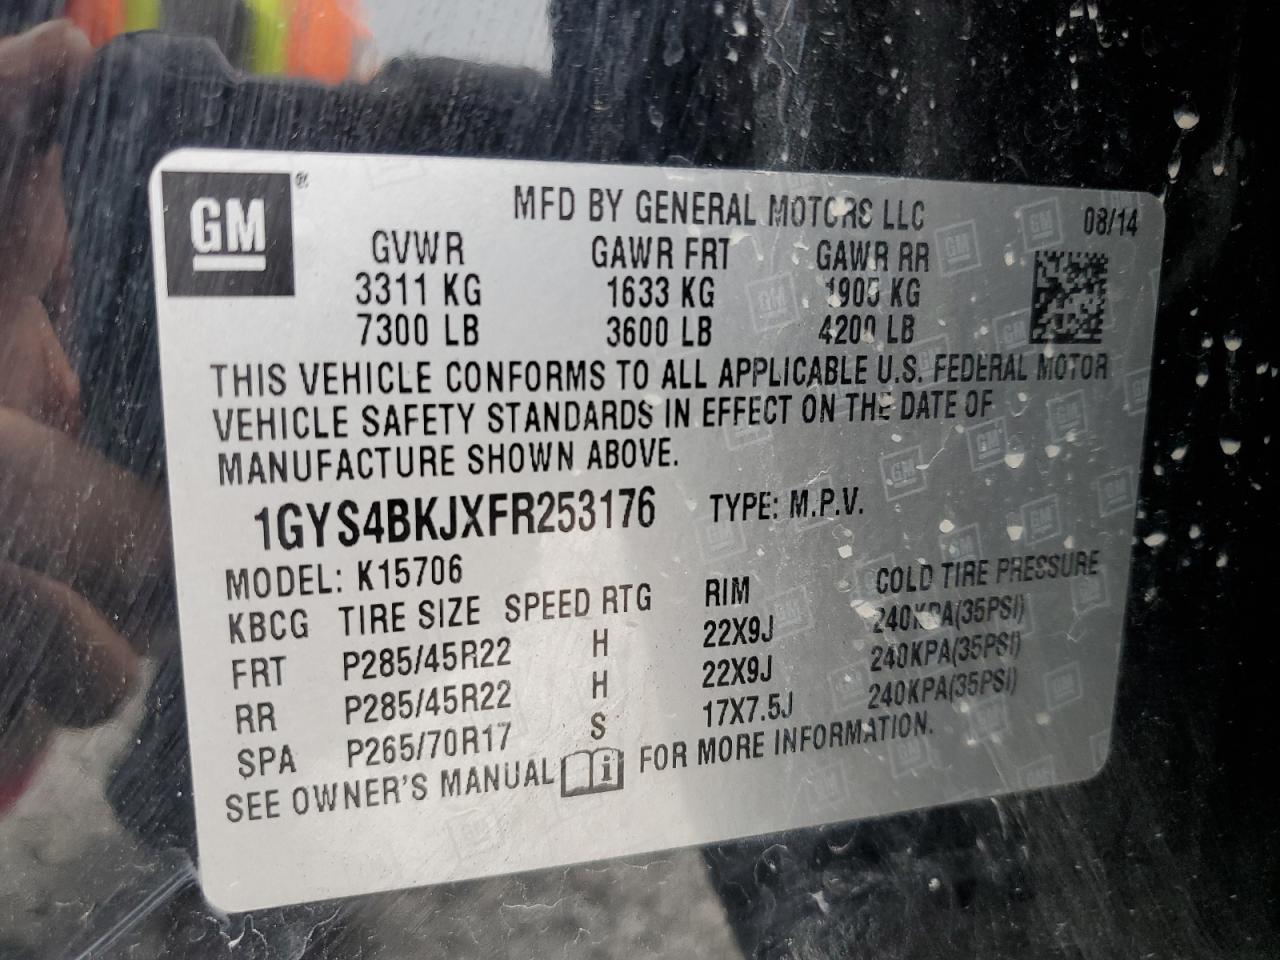 GM®
MFD BY GENERAL MOTORS LLC 08/14
GVWR GAWR FRT GAWR RR
3311 KG 1633 KG 1905 KG
7300 LB 3600 LB 4200 LB
THIS VEHICLE CONFORMS TO ALL APPLICABLE U.S. FEDERAL MOTOR
VEHICLE SAFETY STANDARDS IN EFFECT ON THE DATE OF
MANUFACTURE SHOWN ABOVE.
1GYS4BKJXFR253176 TYPE: M.P.V.
MODEL: K15706
KBCG TIRE SIZE SPEED RTG RIM COLD TIRE PRESSURE
FRT P285/45R22 H 22X9J 240KPA(35PSI)
RR P285/45R22 H 22X9J 240KPA(35PSI)
SPA P265/70R17 S 17X7.5J 240KPA(35PSI)
SEE OWNER'S MANUAL i FOR MORE INFORMATION.